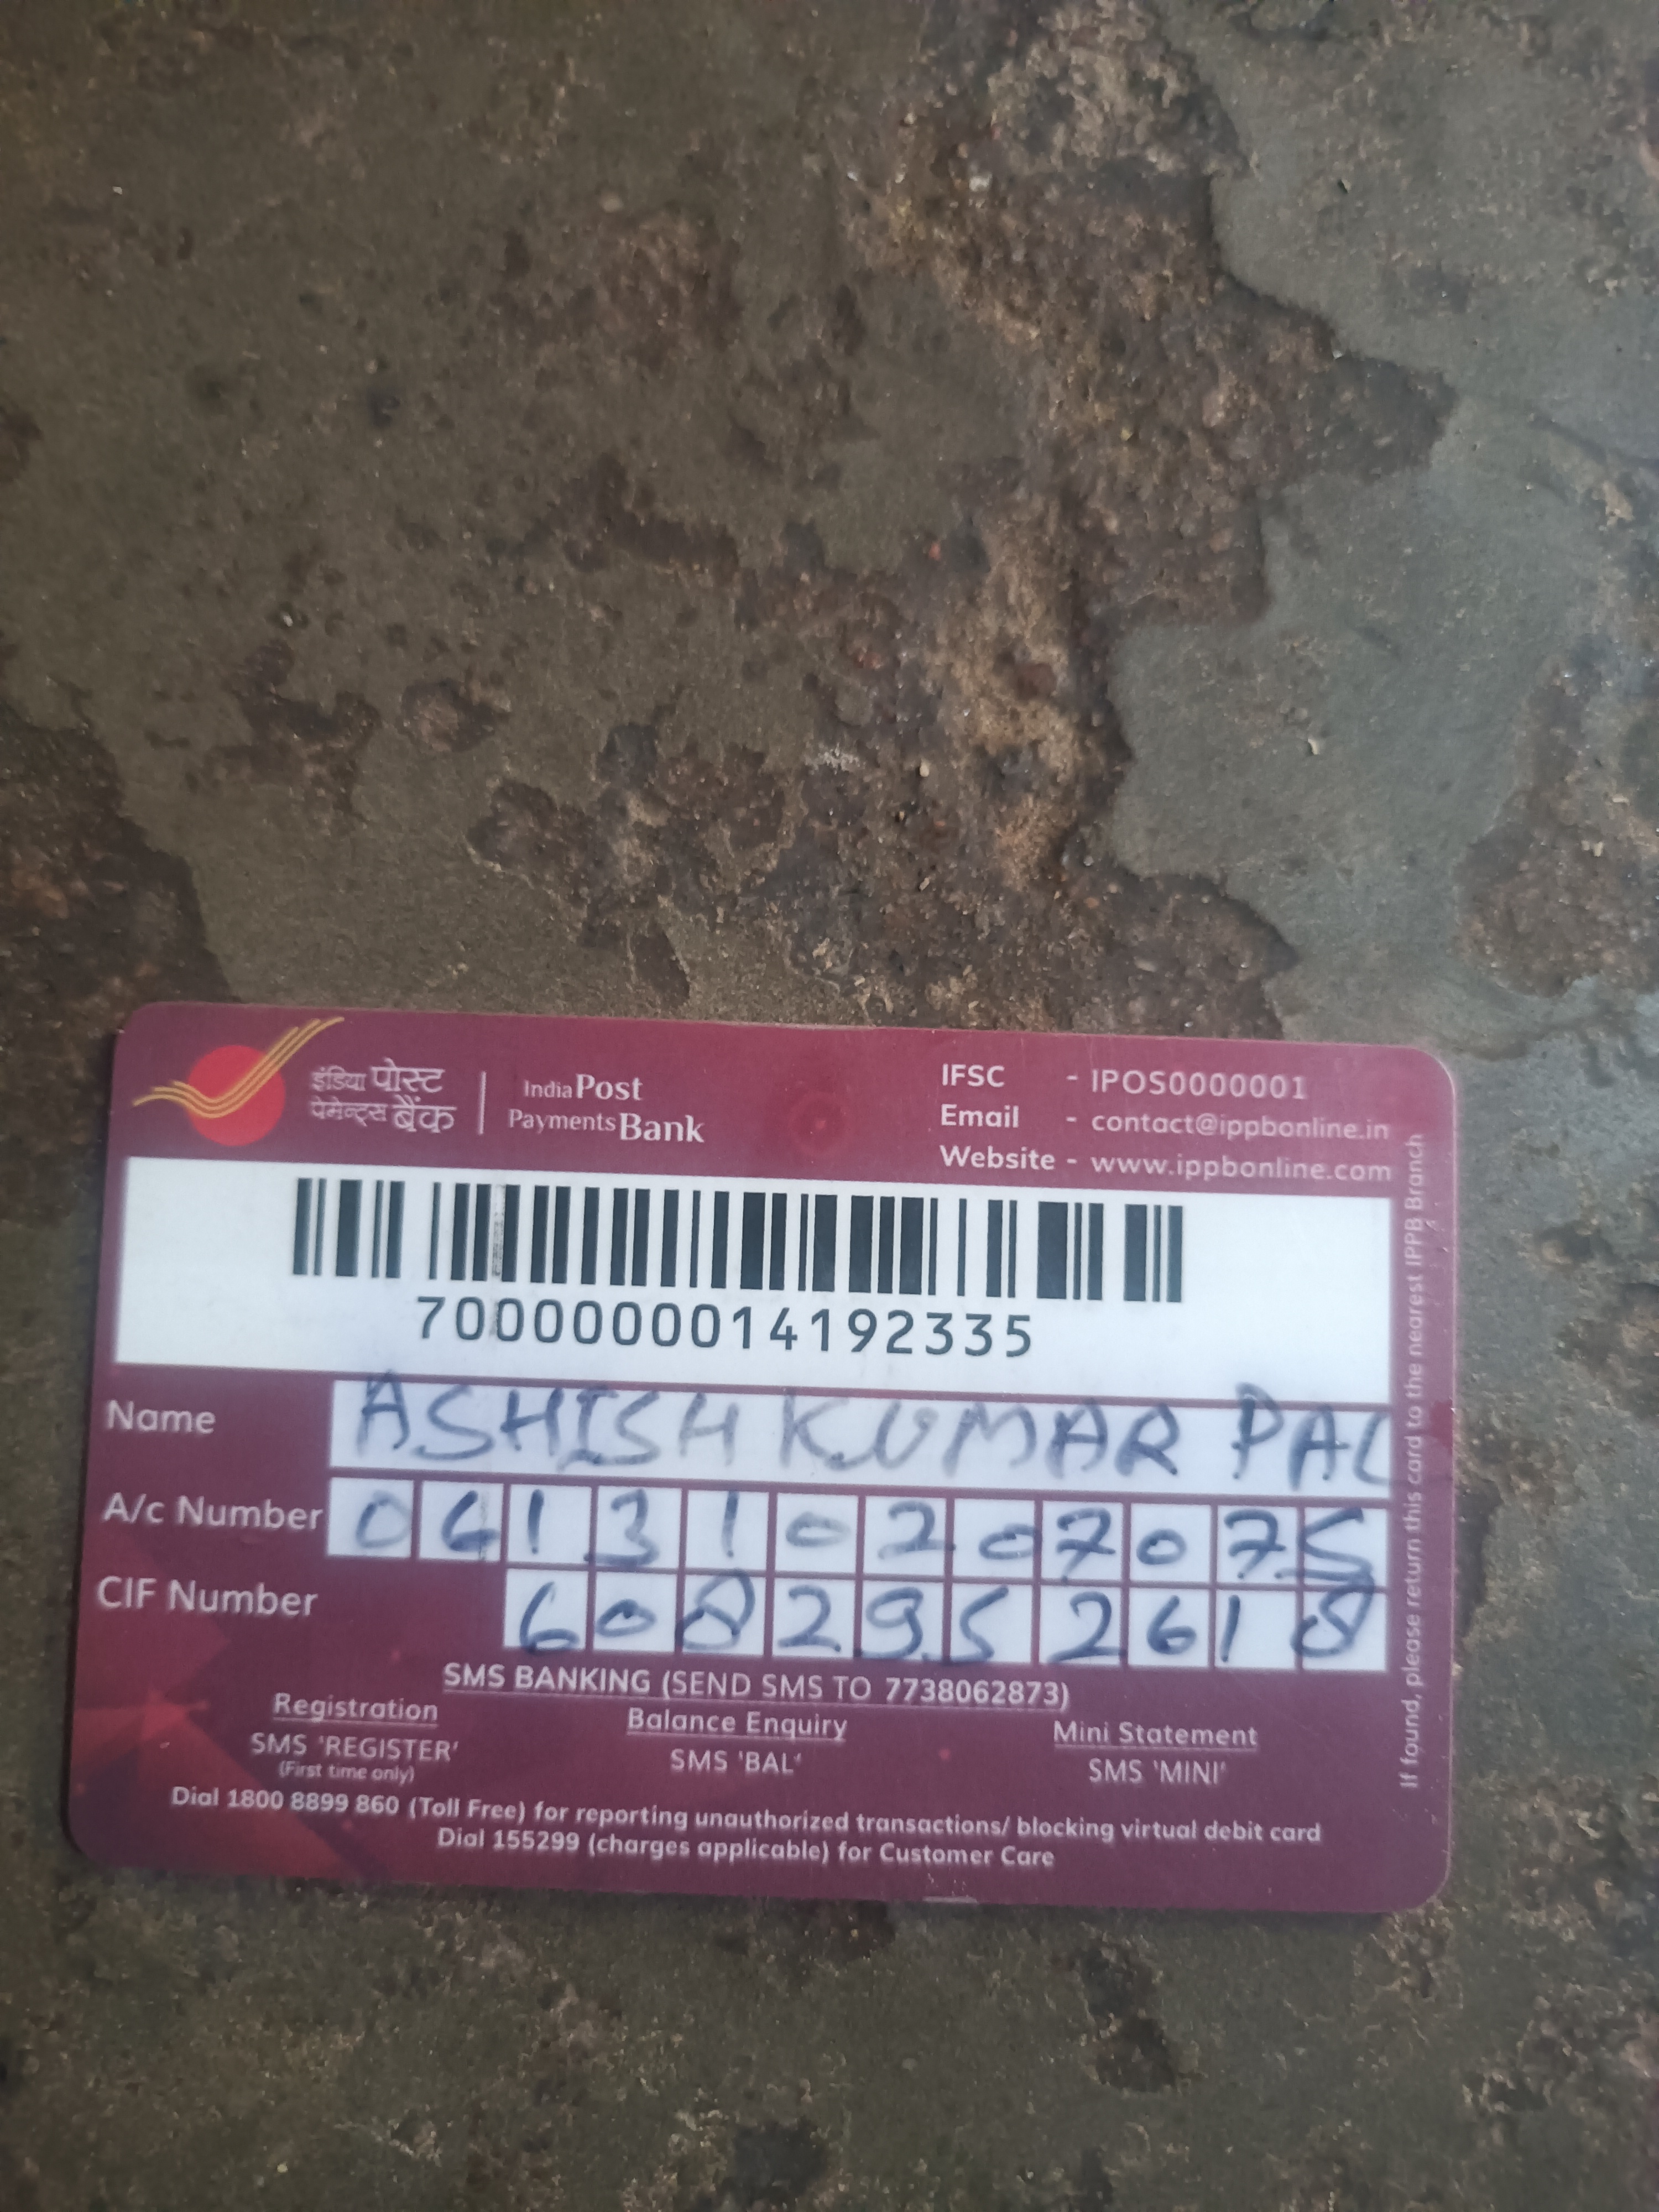 इंडिया पोस्ट
पेमेन्ट्स बैंक
India Post
Payments Bank
IFSC - IPOS0000001
Email - contact@ippbonline.in
Website - www.ippbonline.com
7000000014192335
Name ASHISH KUMAR PAL
A/c Number 061310207075
CIF Number 6082952618
SMS BANKING (SEND SMS TO 7738062873)
Registration
SMS 'REGISTER'
(First time only)
Balance Enquiry
SMS 'BAL'
Mini Statement
SMS 'MINI'
Dial 1800 8899 860 (Toll Free) for reporting unauthorized transactions/ blocking virtual debit card
Dial 155299 (charges applicable) for Customer Care
If found, please return this card to the nearest IPPB Branch